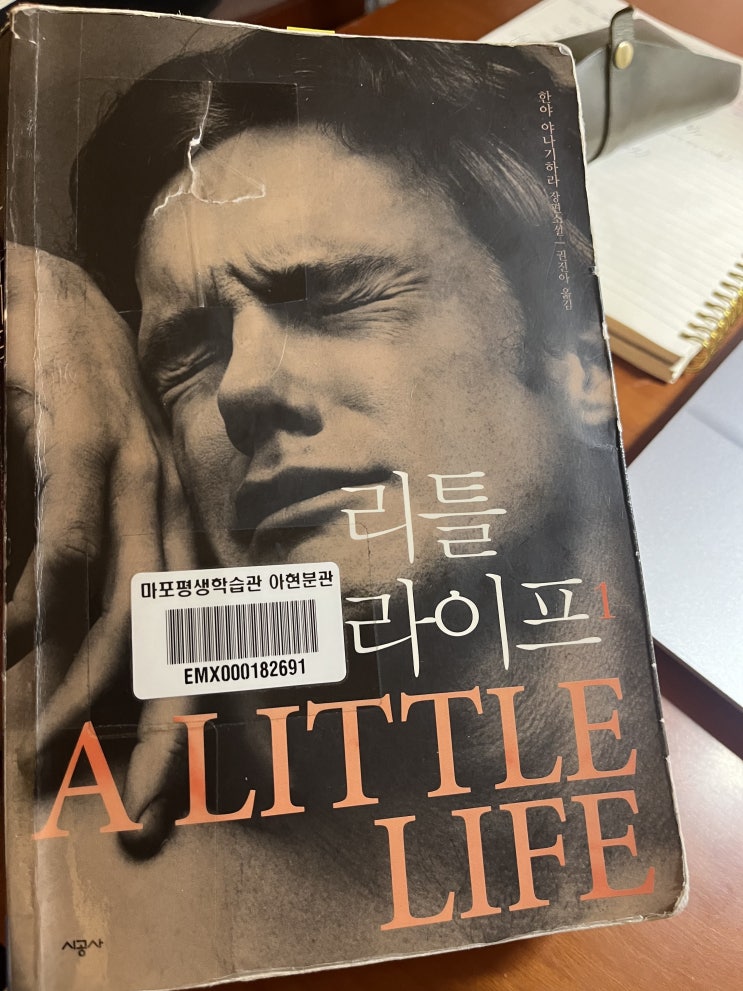 한야 야나기하라 장편소설 | 권진아 옮김
리틀
라이프 1
마포평생학습관 아현분관
EMX000182691
A LITTLE
LIFE
시공사